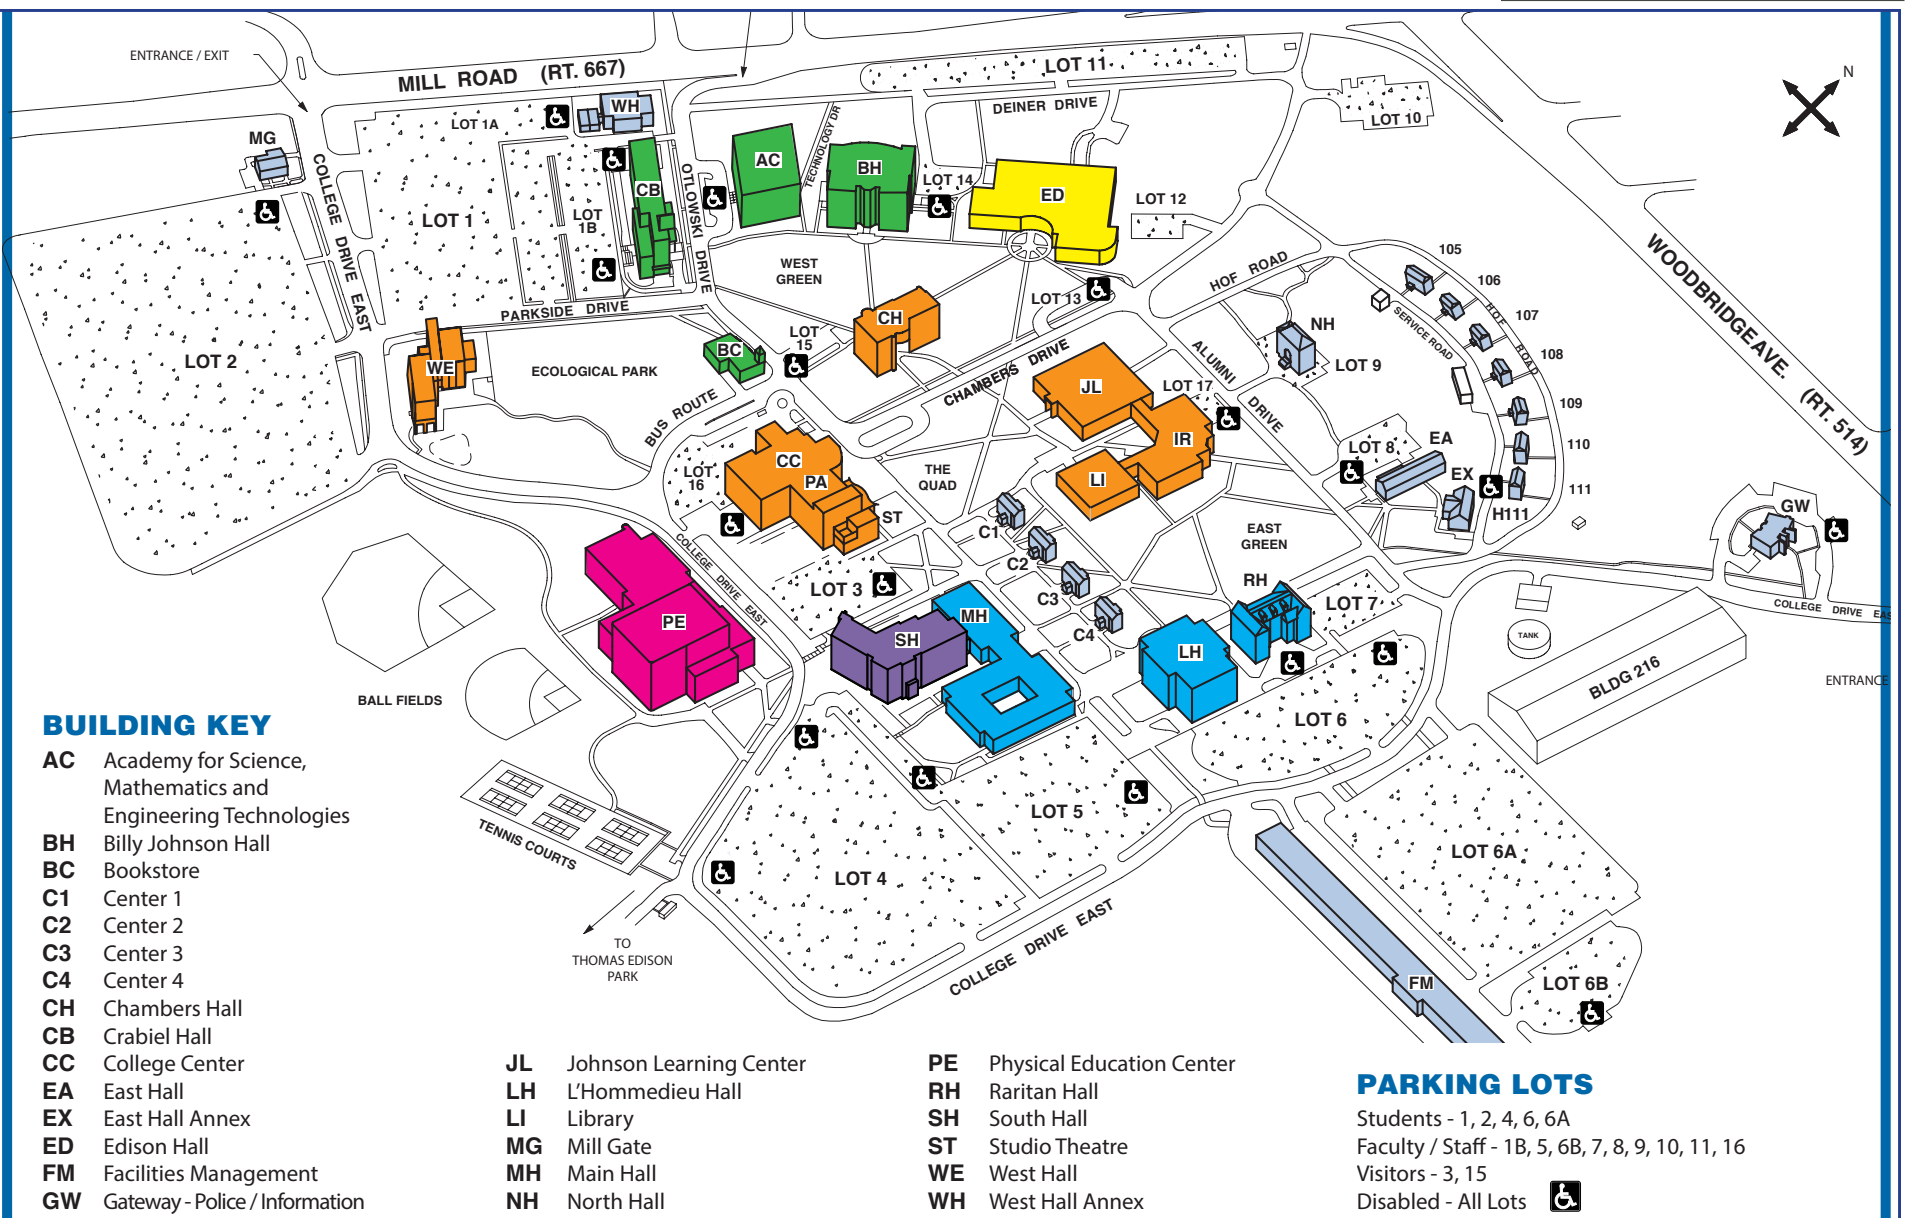 ENTRANCE / EXIT
MILL ROAD (RT. 667)
N
LOT 11
DEINER DRIVE
LOT 10
WH
LOT 1A
MG
AC
TECHNOLOGY DR
BH
LOT 14
ED
LOT 12
COLLEGE DRIVE EAST
LOT 1
LOT
1B
CB
OTLOWSKI DRIVE
WEST
GREEN
HOF ROAD
LOT 13
105
106
107
108
109
110
111
HOF ROAD
SERVICE ROAD
WOODBRIDGEAVE. (RT. 514)
PARKSIDE DRIVE
LOT 2
WE
ECOLOGICAL PARK
BC
LOT
15
CH
CHAMBERS DRIVE
BUS ROUTE
JL
ALUMNI DRIVE
LOT 17
NH
LOT 9
IR
LI
LOT 8
EA
EX
H111
GW
CC
PA
ST
LOT
16
THE
QUAD
C1
C2
C3
C4
EAST
GREEN
RH
LOT 7
COLLEGE DRIVE EAST
LOT 3
COLLEGE DRIVE EAS
TANK
BLDG 216
ENTRANCE
PE
SH
MH
LH
LOT 6
BALL FIELDS
TENNIS COURTS
LOT 4
LOT 5
LOT 6A
LOT 6B
FM
COLLEGE DRIVE EAST
TO
THOMAS EDISON
PARK
BUILDING KEY
AC Academy for Science,
Mathematics and
Engineering Technologies
BH Billy Johnson Hall
BC Bookstore
C1 Center 1
C2 Center 2
C3 Center 3
C4 Center 4
CH Chambers Hall
CB Crabiel Hall
CC College Center
EA East Hall
EX East Hall Annex
ED Edison Hall
FM Facilities Management
GW Gateway - Police / Information
JL Johnson Learning Center
LH L'Hommedieu Hall
LI Library
MG Mill Gate
MH Main Hall
NH North Hall
PE Physical Education Center
RH Raritan Hall
SH South Hall
ST Studio Theatre
WE West Hall
WH West Hall Annex
PARKING LOTS
Students - 1, 2, 4, 6, 6A
Faculty / Staff - 1B, 5, 6B, 7, 8, 9, 10, 11, 16
Visitors - 3, 15
Disabled - All Lots